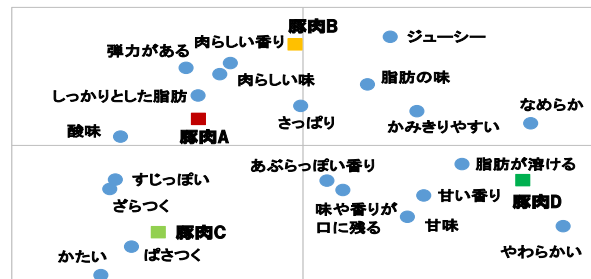 豚肉B
ジューシー
弾力がある
肉らしい香り
肉らしい味
脂肪の味
しっかりとした脂肪
さっぱり
なめらか
酸味
豚肉A
かみきりやすい
あぶらっぽい香り
脂肪が溶ける
すじっぽい
甘い香り
豚肉D
ざらつく
味や香りが
口に残る
甘味
豚肉C
かたい
ぱさつく
やわらかい